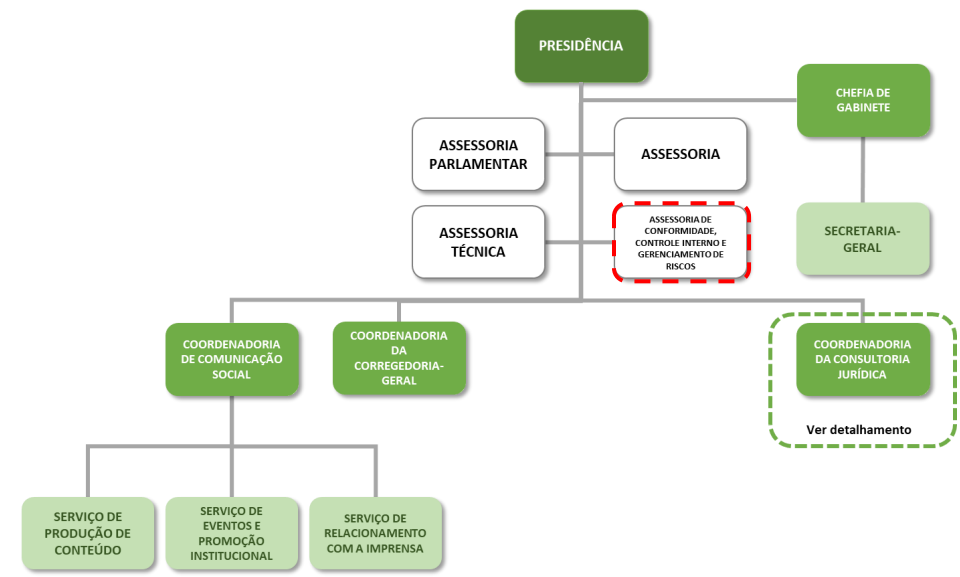 PRESIDÊNCIA
CHEFIA DE
GABINETE
ASSESSORIA
PARLAMENTAR
ASSESSORIA
ASSESSORIA
TÉCNICA
ASSESSORIA DE
CONFORMIDADE,
CONTROLE INTERNO E
GERENCIAMENTO DE
RISCOS
SECRETARIA-
GERAL
COORDENADORIA
DE COMUNICAÇÃO
SOCIAL
COORDENADORIA
DA
CORREGEDORIA-
GERAL
COORDENADORIA
DA CONSULTORIA
JURÍDICA
Ver detalhamento
SERVIÇO DE
PRODUÇÃO DE
CONTEÚDO
SERVIÇO DE
EVENTOS E
PROMOÇÃO
INSTITUCIONAL
SERVIÇO DE
RELACIONAMENTO
COM A IMPRENSA